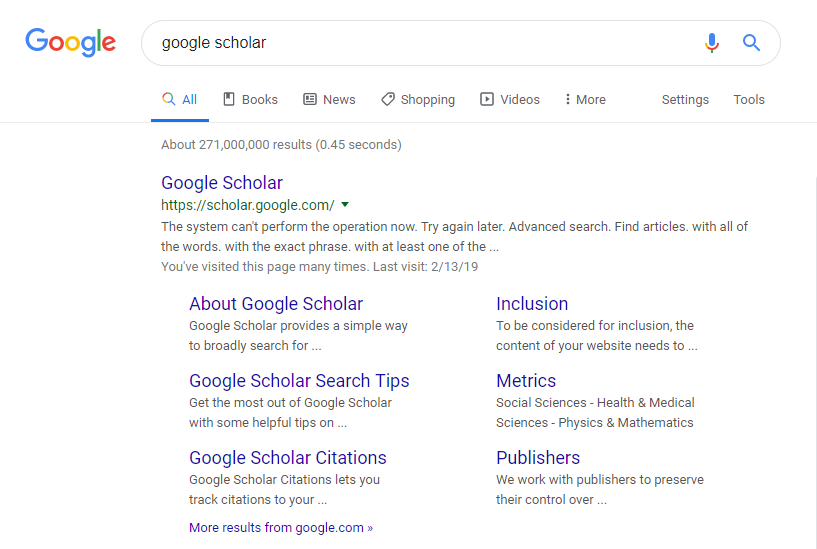 Google
google scholar
All Books News Shopping Videos More Settings Tools
About 271,000,000 results (0.45 seconds)
Google Scholar
https://scholar.google.com/
The system can't perform the operation now. Try again later. Advanced search. Find articles. with all of
the words. with the exact phrase. with at least one of the ...
You've visited this page many times. Last visit: 2/13/19
About Google Scholar
Google Scholar provides a simple way
to broadly search for ...
Inclusion
To be considered for inclusion, the
content of your website needs to ...
Google Scholar Search Tips
Get the most out of Google Scholar
with some helpful tips on ...
Metrics
Social Sciences - Health & Medical
Sciences - Physics & Mathematics
Google Scholar Citations
Google Scholar Citations lets you
track citations to your ...
Publishers
We work with publishers to preserve
their control over ...
More results from google.com »